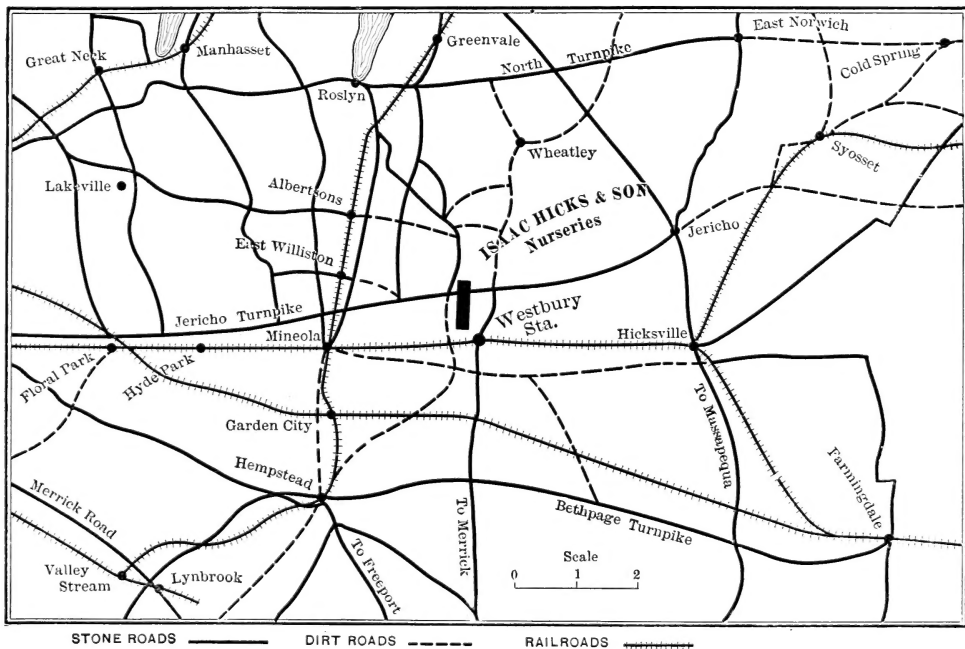 East Norwich
Greenvale
Manhasset
Great Neck
North Turnpike
Cold Spring
Roslyn
Wheatley
Syosset
Lakeville
Albertsons
ISAAC HICKS & SON
Nurseries
Jericho
East Williston
Jericho Turnpike
Westbury
Sta.
Mineola
Hicksville
Floral Park
Hyde Park
To Massapequa
Garden City
Hempstead
Farmingdale
Merrick Road
Bethpage Turnpike
To Merrick
To Freeport
Scale
0 1 2
Valley
Stream
Lynbrook
STONE ROADS DIRT ROADS RAILROADS